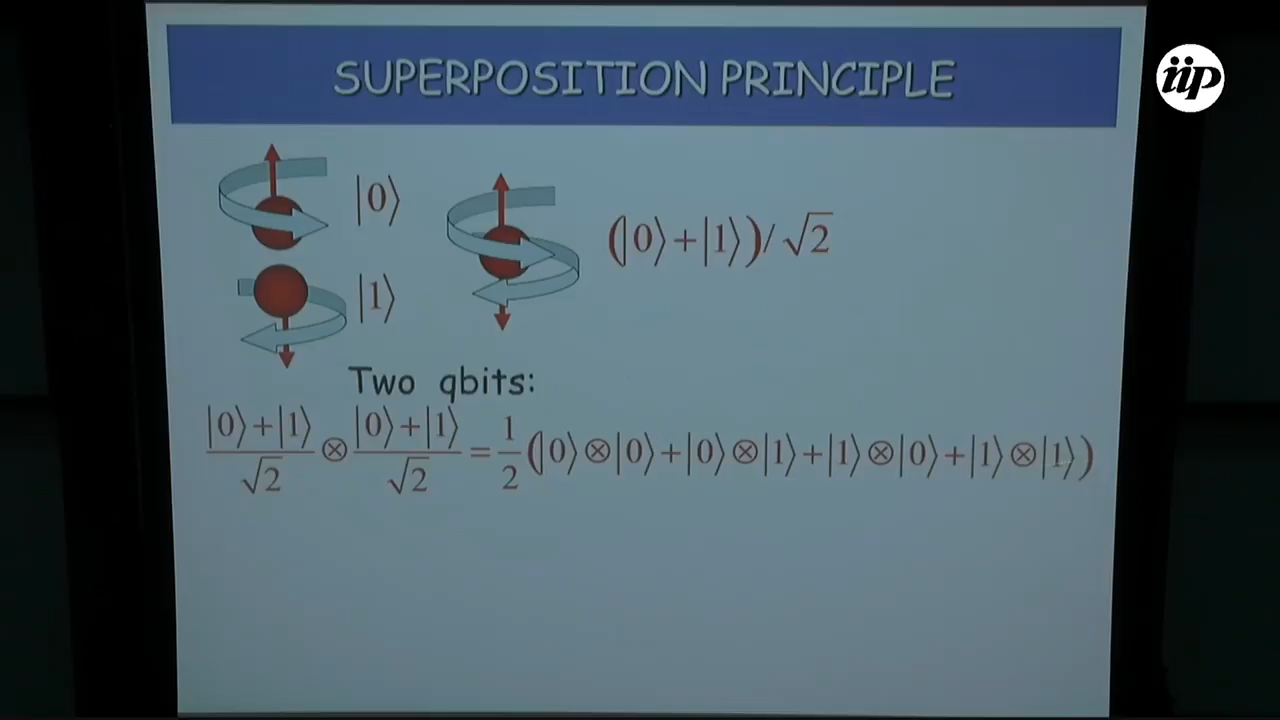 SUPERPOSITION PRINCIPLE
iip
|0⟩
(|0⟩+|1⟩)/√2
|1⟩
Two qbits:
|0⟩+|1⟩/√2 ⊗ |0⟩+|1⟩/√2 = 1/2 (|0⟩⊗|0⟩+|0⟩⊗|1⟩+|1⟩⊗|0⟩+|1⟩⊗|1⟩)